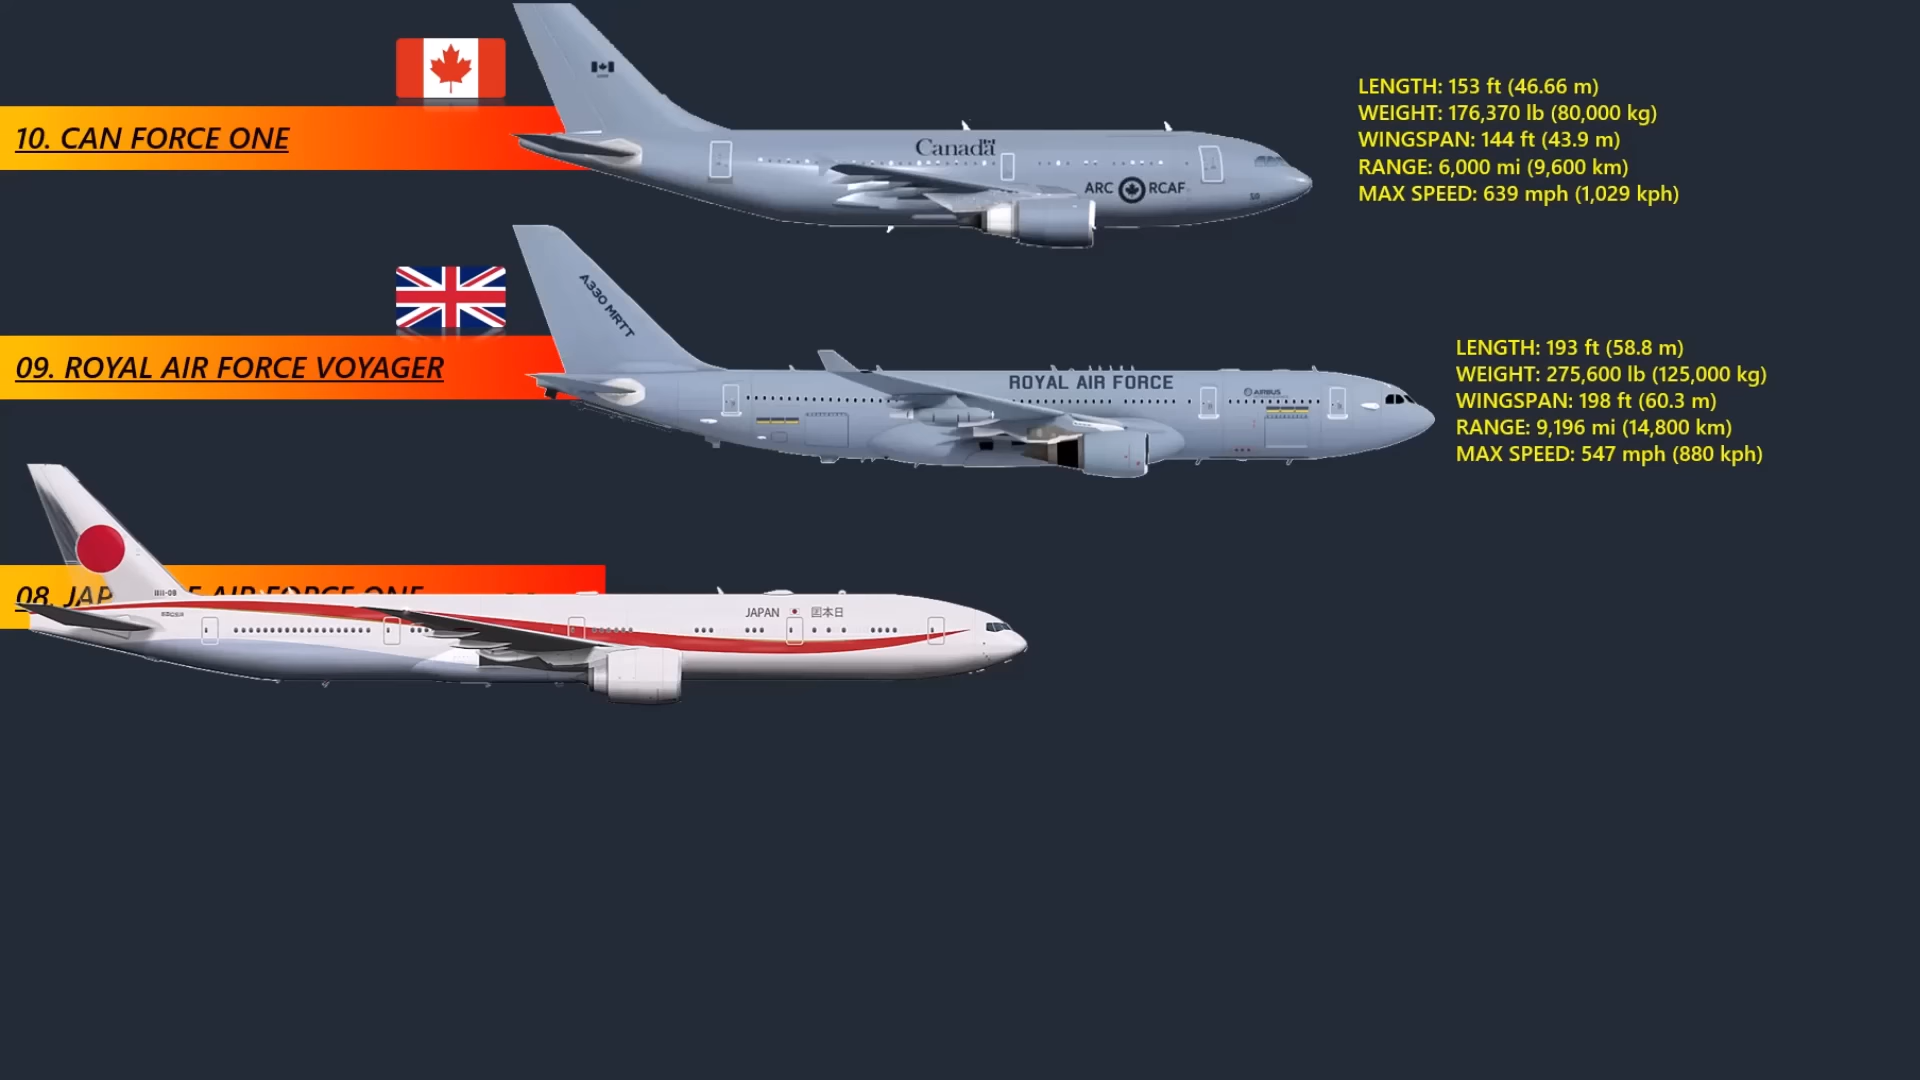 LENGTH: 153 ft (46.66 m)
WEIGHT: 176,370 lb (80,000 kg)
WINGSPAN: 144 ft (43.9 m)
RANGE: 6,000 mi (9,600 km)
MAX SPEED: 639 mph (1,029 kph)
10. CAN FORCE ONE
Canada
ARC RCAF
A330 MRTT
09. ROYAL AIR FORCE VOYAGER
ROYAL AIR FORCE
AIRBUS
LENGTH: 193 ft (58.8 m)
WEIGHT: 275,600 lb (125,000 kg)
WINGSPAN: 198 ft (60.3 m)
RANGE: 9,196 mi (14,800 km)
MAX SPEED: 547 mph (880 kph)
08. JAP E AIR FORCE ONE
JAPAN 国本日